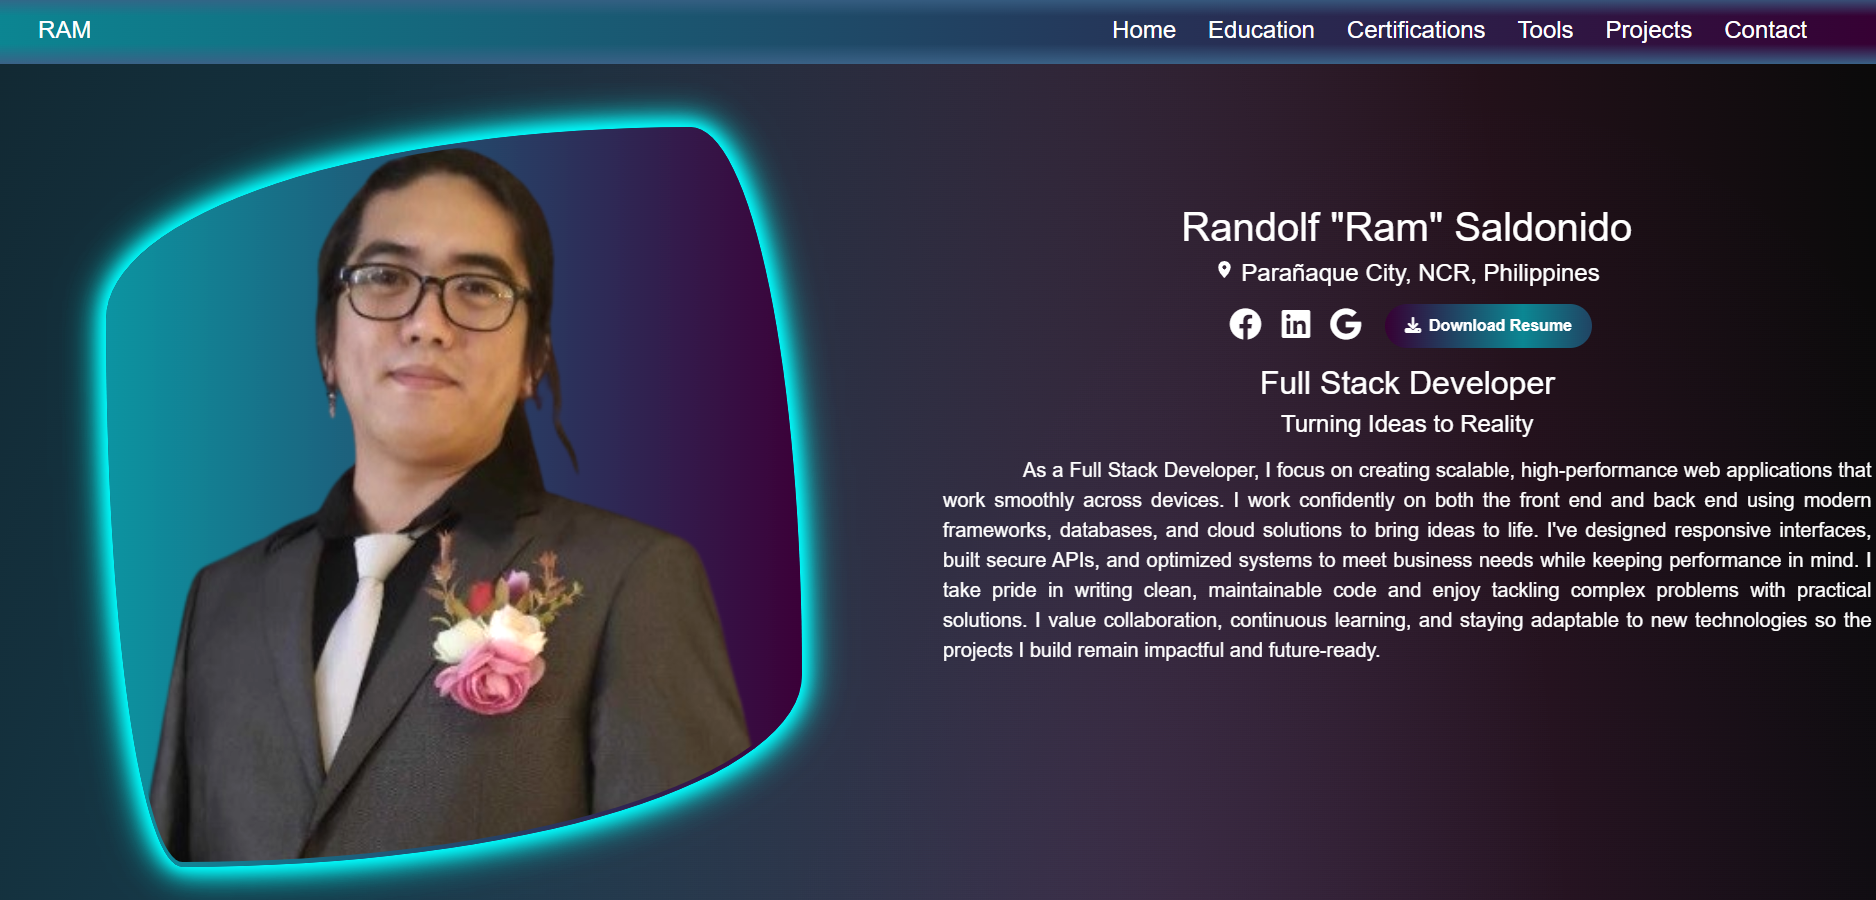 RAM
Home Education Certifications Tools Projects Contact
Randolf "Ram" Saldonido
Parañaque City, NCR, Philippines
Download Resume
Full Stack Developer
Turning Ideas to Reality
As a Full Stack Developer, I focus on creating scalable, high-performance web applications that
work smoothly across devices. I work confidently on both the front end and back end using modern
frameworks, databases, and cloud solutions to bring ideas to life. I've designed responsive interfaces,
built secure APIs, and optimized systems to meet business needs while keeping performance in mind. I
take pride in writing clean, maintainable code and enjoy tackling complex problems with practical
solutions. I value collaboration, continuous learning, and staying adaptable to new technologies so the
projects I build remain impactful and future-ready.